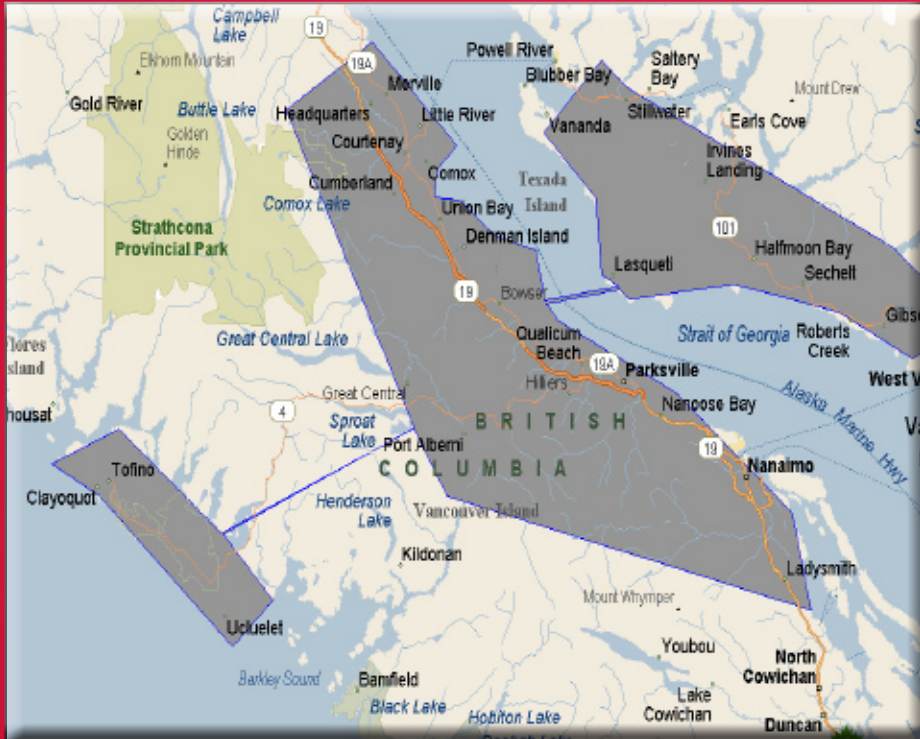 Campbell
Lake
19
19A
Powell River
Saltery
Bay
Elkhorn Mountain
Merville
Blubber Bay
Mount Drew
Gold River
Buttle Lake
Headquarters
Little River
Stillwater
Vananda
Earls Cove
Golden
Hinde
Courtenay
Irvines
Landing
Comox
Texada
Island
Cumberland
Comox Lake
Union Bay
Strathcona
Provincial Park
101
Denman Island
Halfmoon Bay
Lasqueti
Sechelt
19
Bowser
Great Central Lake
Qualicum
Beach
Strait of Georgia
Roberts
Creek
Island
19A
Parksville
Hilliers
West V
Great Central
Alaska Marine Hwy
Nanoose Bay
4
Sproat
Lake
BRITISH
COLUMBIA
Port Alberni
19
Nanaimo
Tofino
Clayoquot
Henderson
Lake
Vancouver Island
Kildonan
Ladysmith
Mount Whymper
Ucluelet
Youbou
North
Cowichan
Barkley Sound
Bamfield
Lake
Cowichan
Black Lake
Hobiton Lake
Duncan